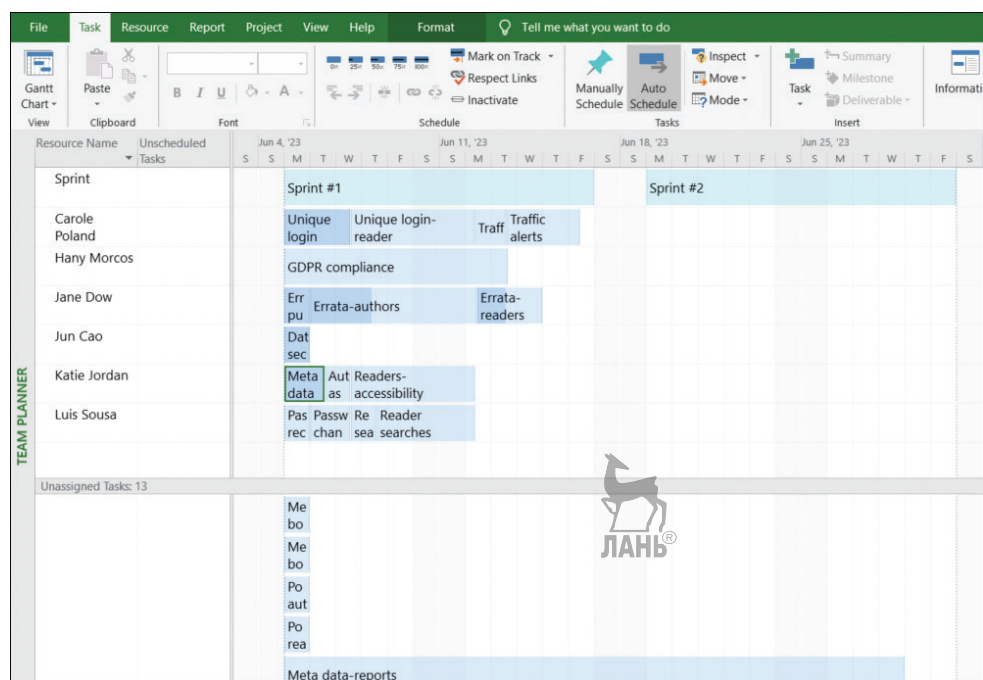 File Task Resource Report Project View Help Format Tell me what you want to do
Gantt Chart
View
Paste
Clipboard
B I U A
Font
0% 25% 50% 75% 100%
Mark on Track
Respect Links
Inactivate
Schedule
Manually Schedule
Auto Schedule
Inspect
Move
Mode
Tasks
Task
Summary
Milestone
Deliverable
Insert
Informati
Resource Name Unscheduled Tasks
Jun 4, '23 Jun 11, '23 Jun 18, '23 Jun 25, '23
S S M T W T F S S M T W T F S S M T W T F S S M T W T F S
TEAM PLANNER
Sprint
Sprint #1 Sprint #2
Carole Poland
Unique login
Unique login-reader
Traff
Traffic alerts
Hany Morcos
GDPR compliance
Jane Dow
Err pu
Errata-authors
Errata-readers
Jun Cao
Dat sec
Katie Jordan
Meta data
Aut as
Readers-accessibility
Luis Sousa
Pas rec
Passw chan
Re sea
Reader searches
Unassigned Tasks: 13
Me bo
Me bo
Po aut
Po rea
Meta data-reports
ЛАНЬ®